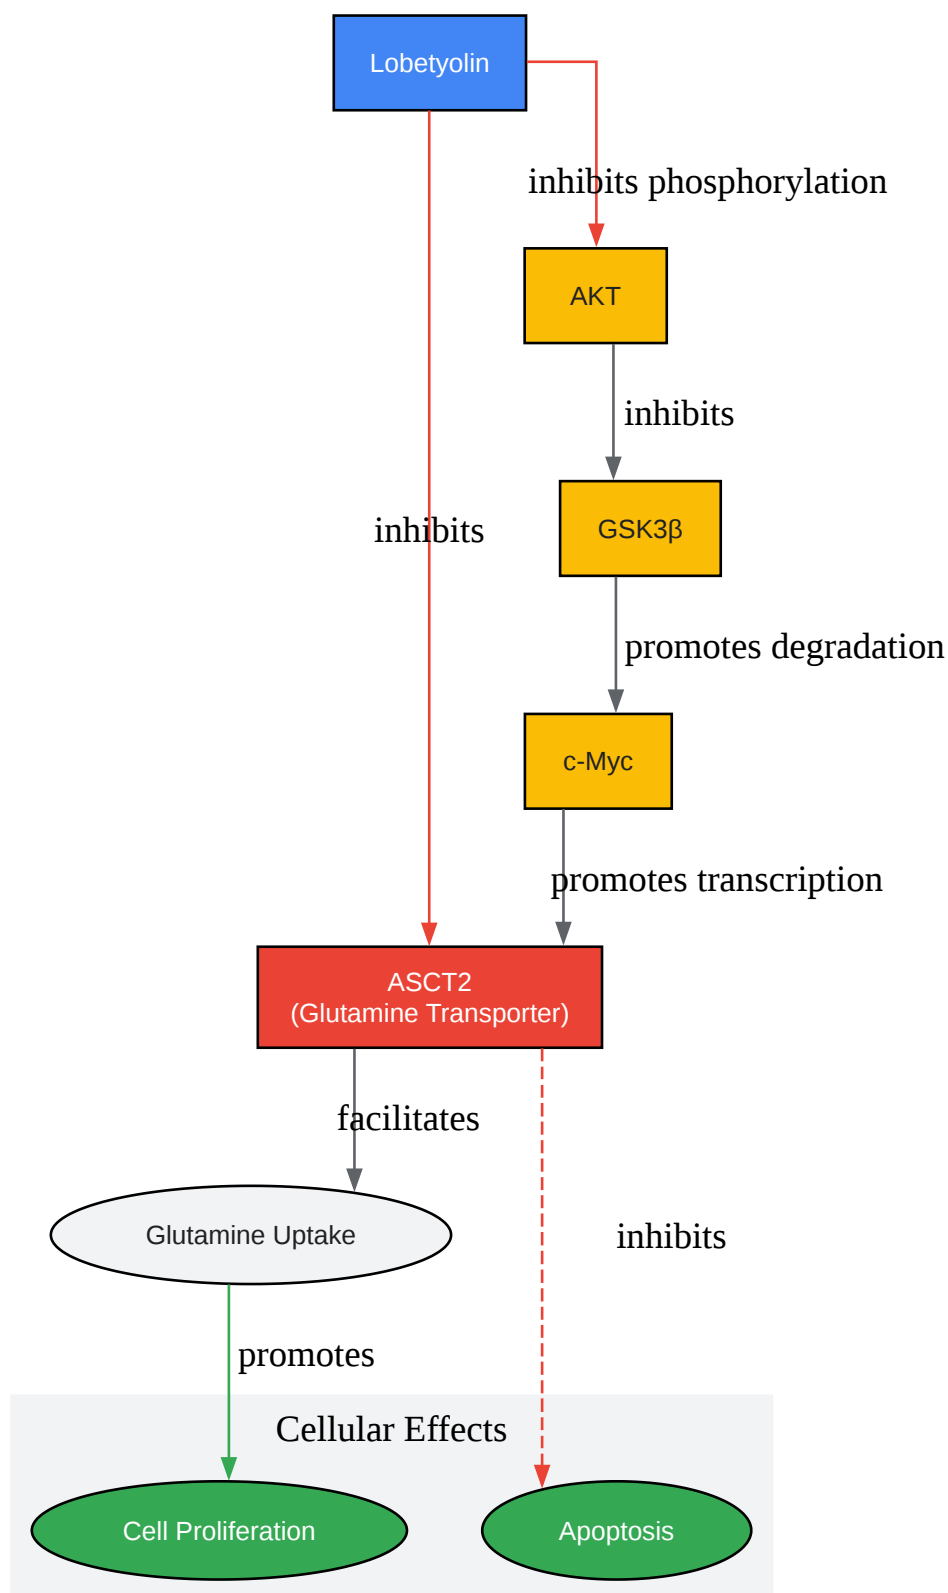 Lobetyolin
inhibits phosphorylation
AKT
inhibits
GSK3β
inhibits
promotes degradation
c-Myc
promotes transcription
ASCT2
(Glutamine Transporter)
facilitates
Glutamine Uptake
inhibits
promotes
Cellular Effects
Cell Proliferation
Apoptosis